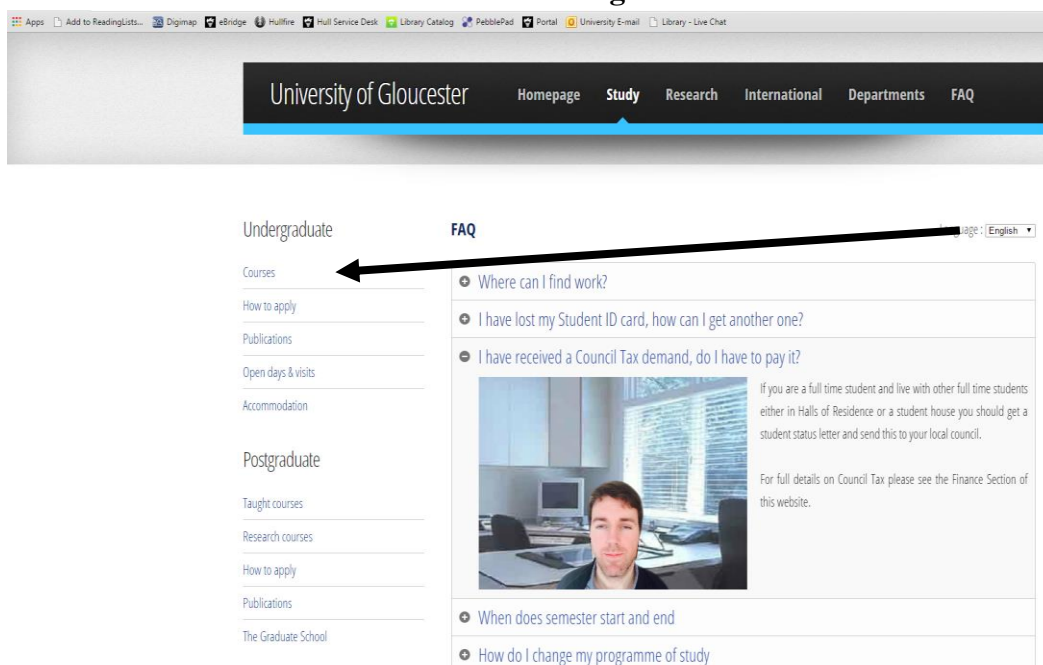 Apps Add to ReadingLists... Digimap eBridge Hullfire Hull Service Desk Library Catalog PebblePad Portal University E-mail Library - Live Chat
University of Gloucester Homepage Study Research International Departments FAQ
Undergraduate
Courses
How to apply
Publications
Open days & visits
Accommodation
Postgraduate
Taught courses
Research courses
How to apply
Publications
The Graduate School
FAQ
English
Where can I find work?
I have lost my Student ID card, how can I get another one?
I have received a Council Tax demand, do I have to pay it?
If you are a full time student and live with other full time students
either in Halls of Residence or a student house you should get a
student status letter and send this to your local council.
For full details on Council Tax please see the Finance Section of
this website.
When does semester start and end
How do I change my programme of study